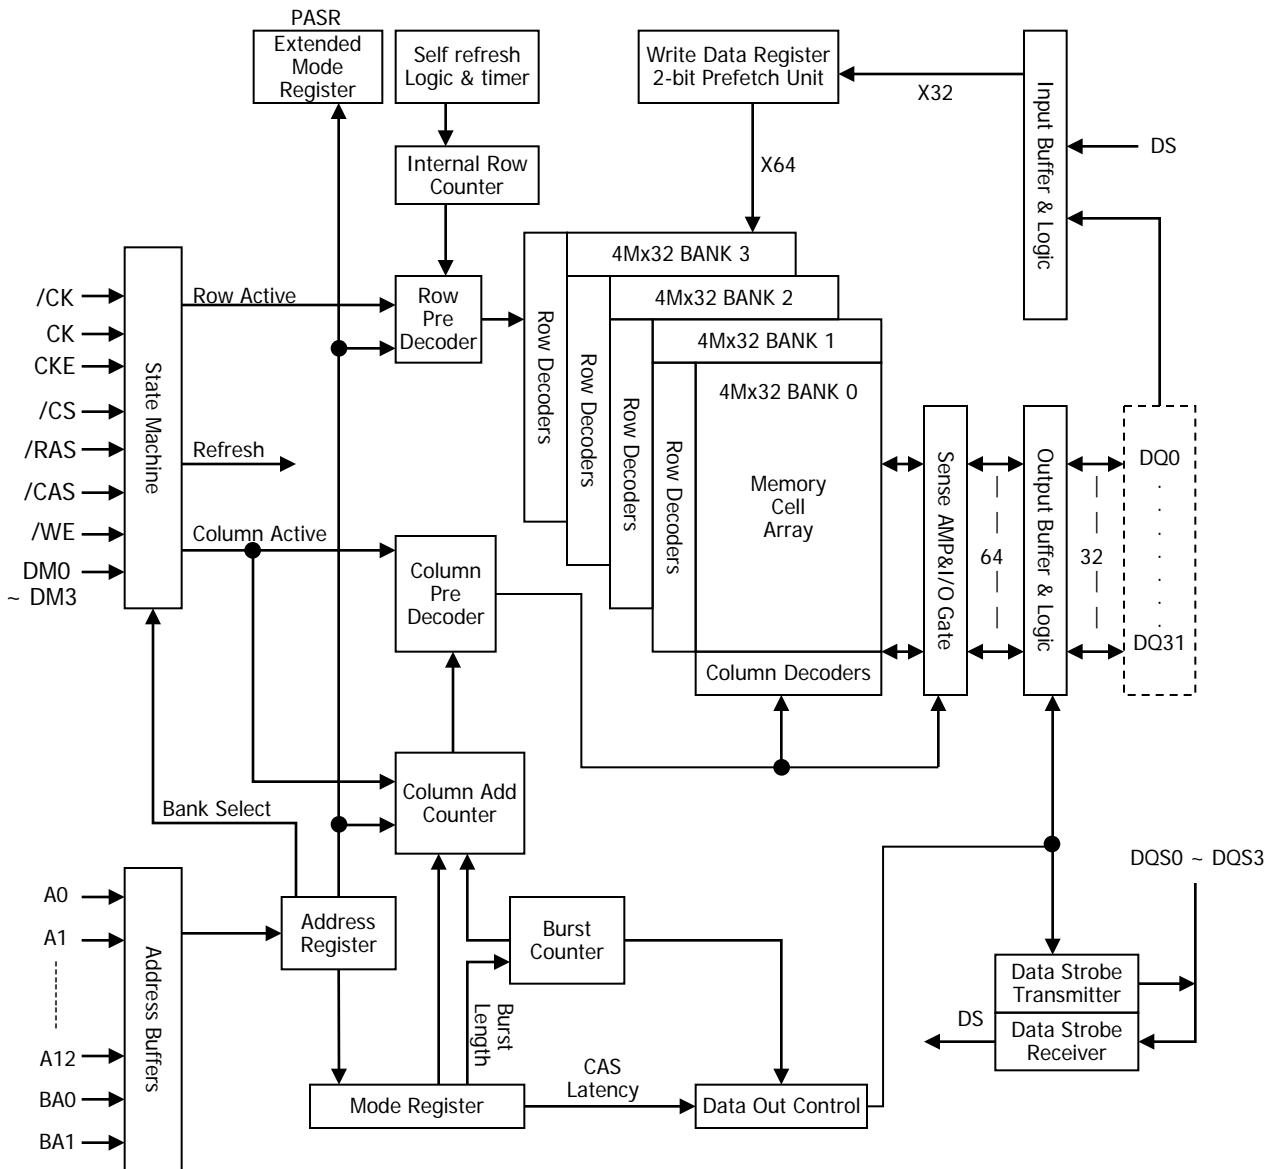 PASR
Extended
Mode
Register
Self refresh
Logic & timer
Write Data Register
2-bit Prefetch Unit
X32
Input Buffer & Logic
DS
X64
Internal Row
Counter
4Mx32 BANK 3
4Mx32 BANK 2
4Mx32 BANK 1
4Mx32 BANK 0
Row Decoders
Row Decoders
Row Decoders
Row Decoders
Memory
Cell
Array
Column Decoders
Sense AMP&I/O Gate
64
Output Buffer & Logic
32
DQ0
DQ31
/CK
CK
CKE
/CS
/RAS
/CAS
/WE
DM0
~ DM3
State Machine
Row Active
Refresh
Column Active
Row
Pre
Decoder
Column
Pre
Decoder
Column Add
Counter
Bank Select
A0
A1
A12
BA0
BA1
Address Buffers
Address
Register
Burst
Counter
Burst
Length
Mode Register
CAS
Latency
Data Out Control
DQS0 ~ DQS3
Data Strobe
Transmitter
Data Strobe
Receiver
DS